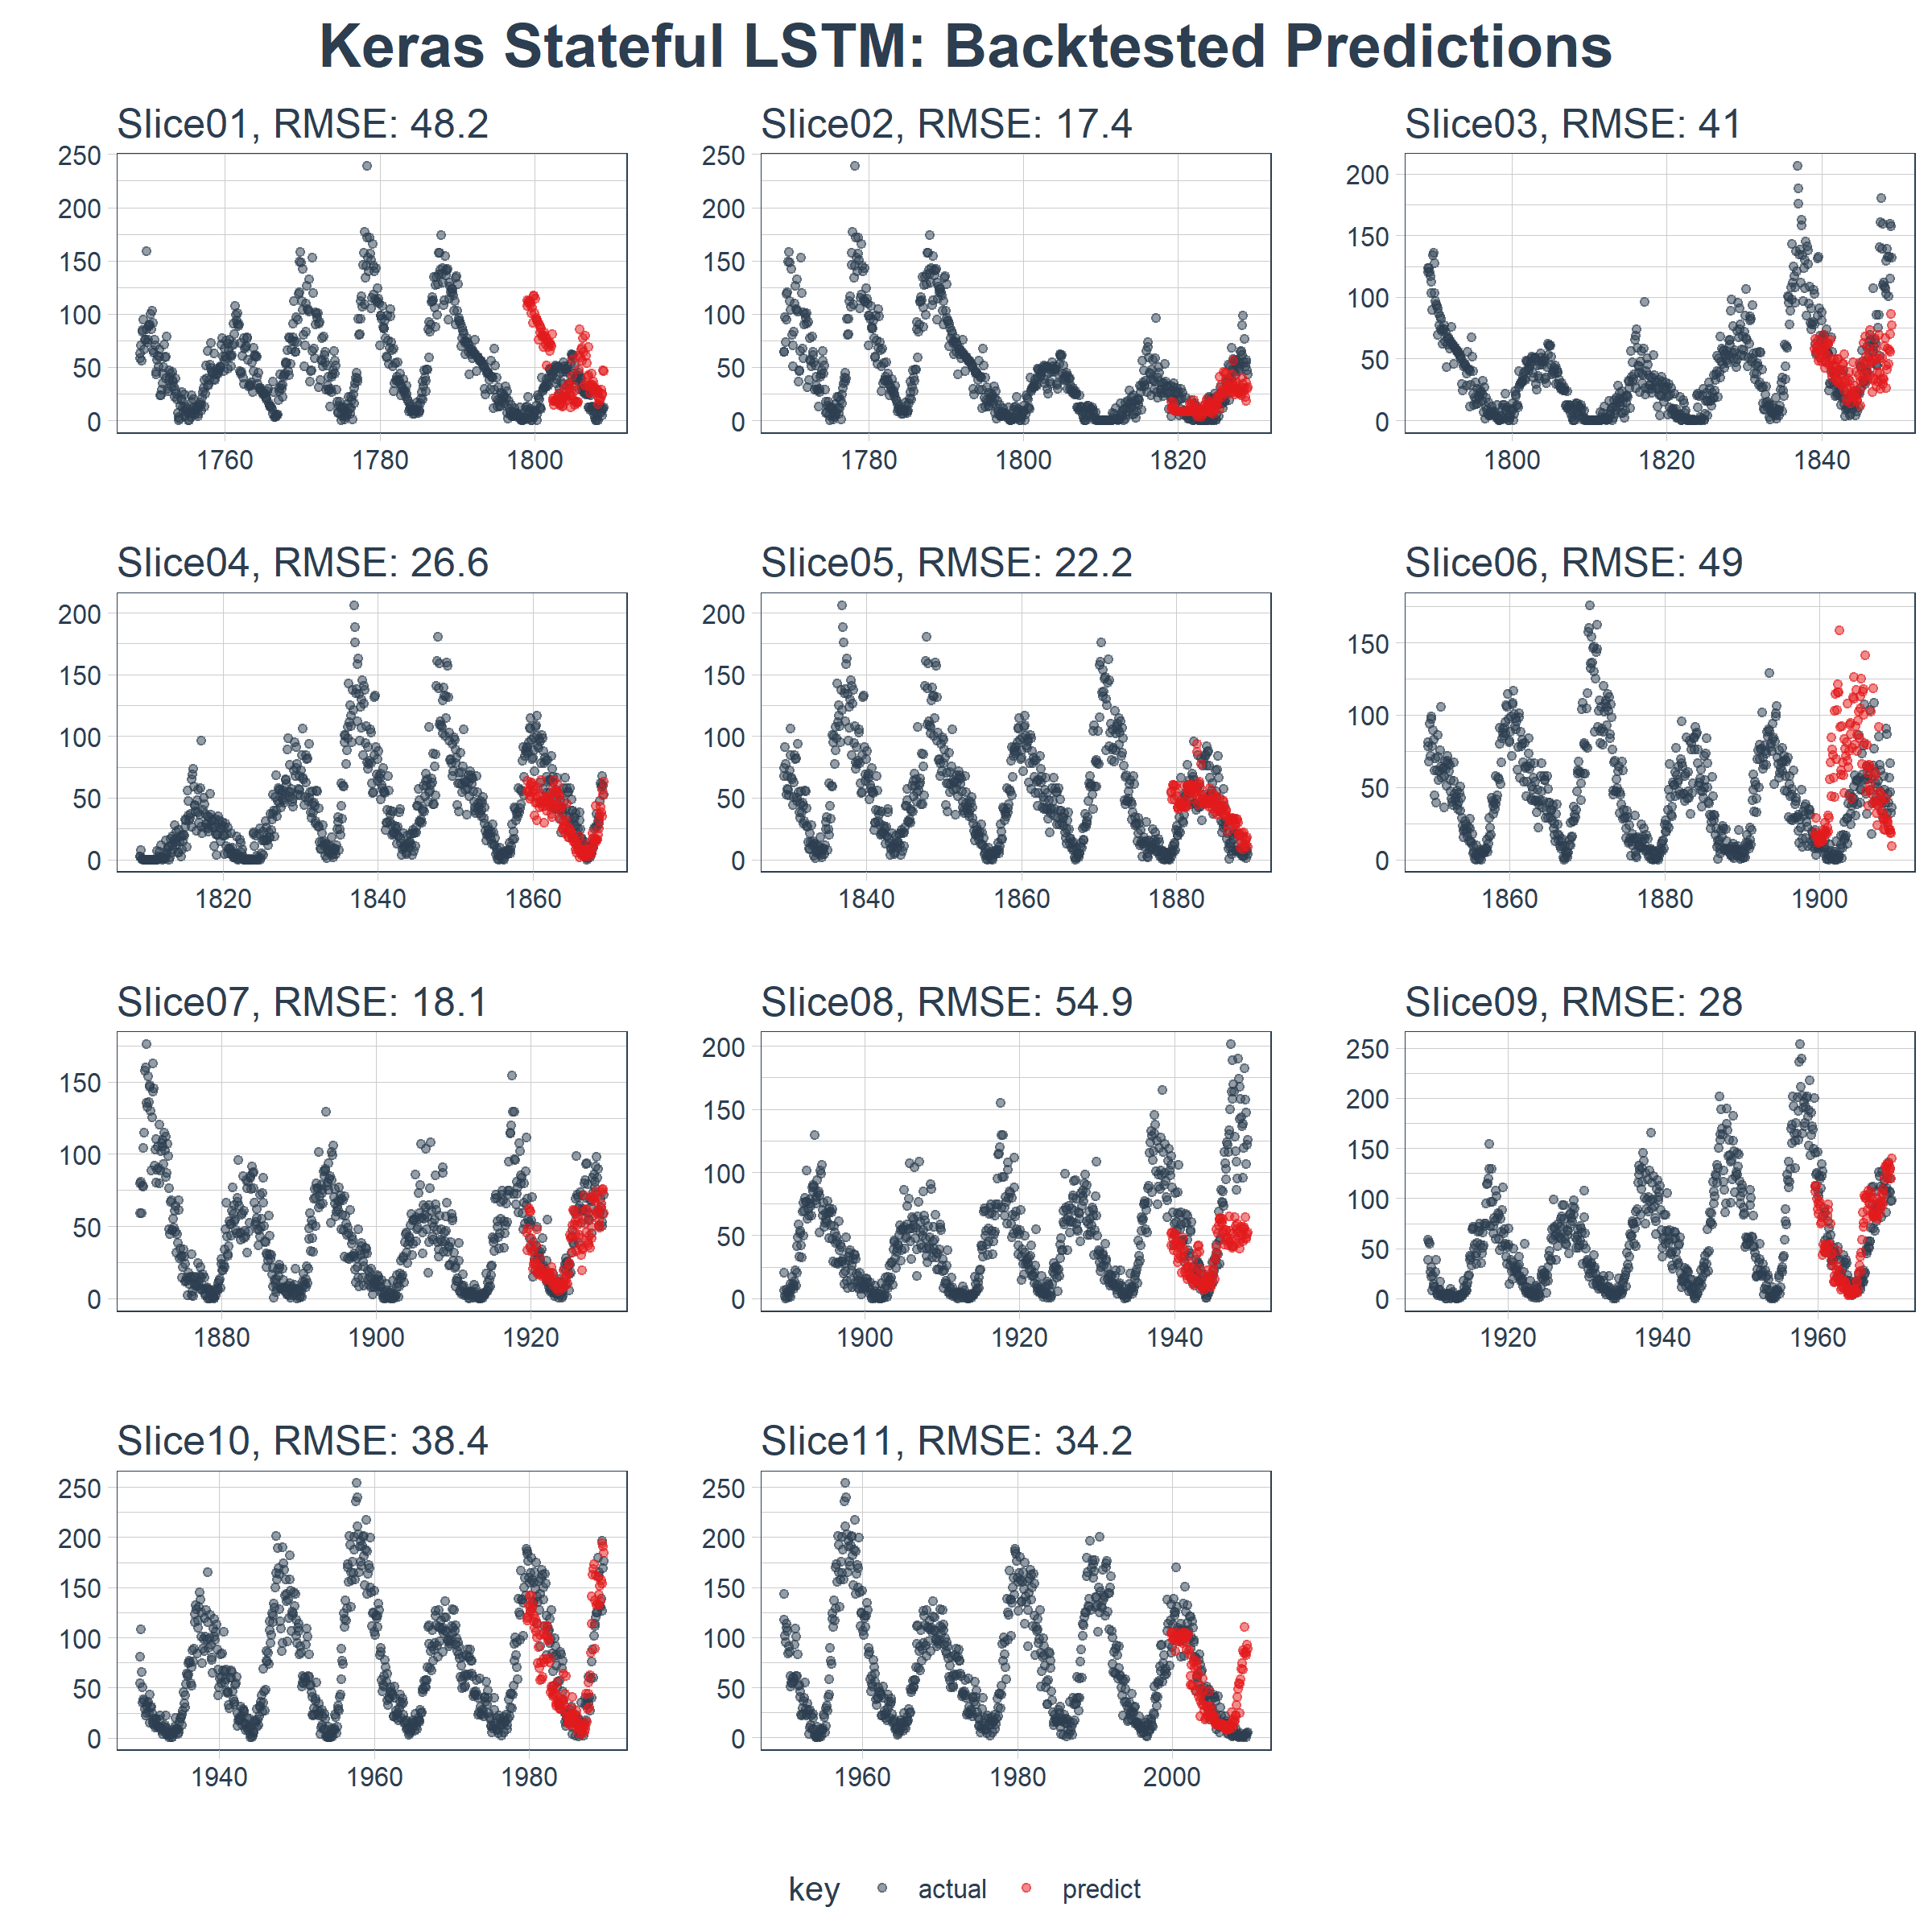 Keras Stateful LSTM: Backtested Predictions
Slice01, RMSE: 48.2
250
200
150
100
50
0
1760 1780 1800
Slice02, RMSE: 17.4
250
200
150
100
50
0
1780 1800 1820
Slice03, RMSE: 41
200
150
100
50
0
1800 1820 1840
Slice04, RMSE: 26.6
200
150
100
50
0
1820 1840 1860
Slice05, RMSE: 22.2
200
150
100
50
0
1840 1860 1880
Slice06, RMSE: 49
150
100
50
0
1860 1880 1900
Slice07, RMSE: 18.1
150
100
50
0
1880 1900 1920
Slice08, RMSE: 54.9
200
150
100
50
0
1900 1920 1940
Slice09, RMSE: 28
250
200
150
100
50
0
1920 1940 1960
Slice10, RMSE: 38.4
250
200
150
100
50
0
1940 1960 1980
Slice11, RMSE: 34.2
250
200
150
100
50
0
1960 1980 2000
key actual predict